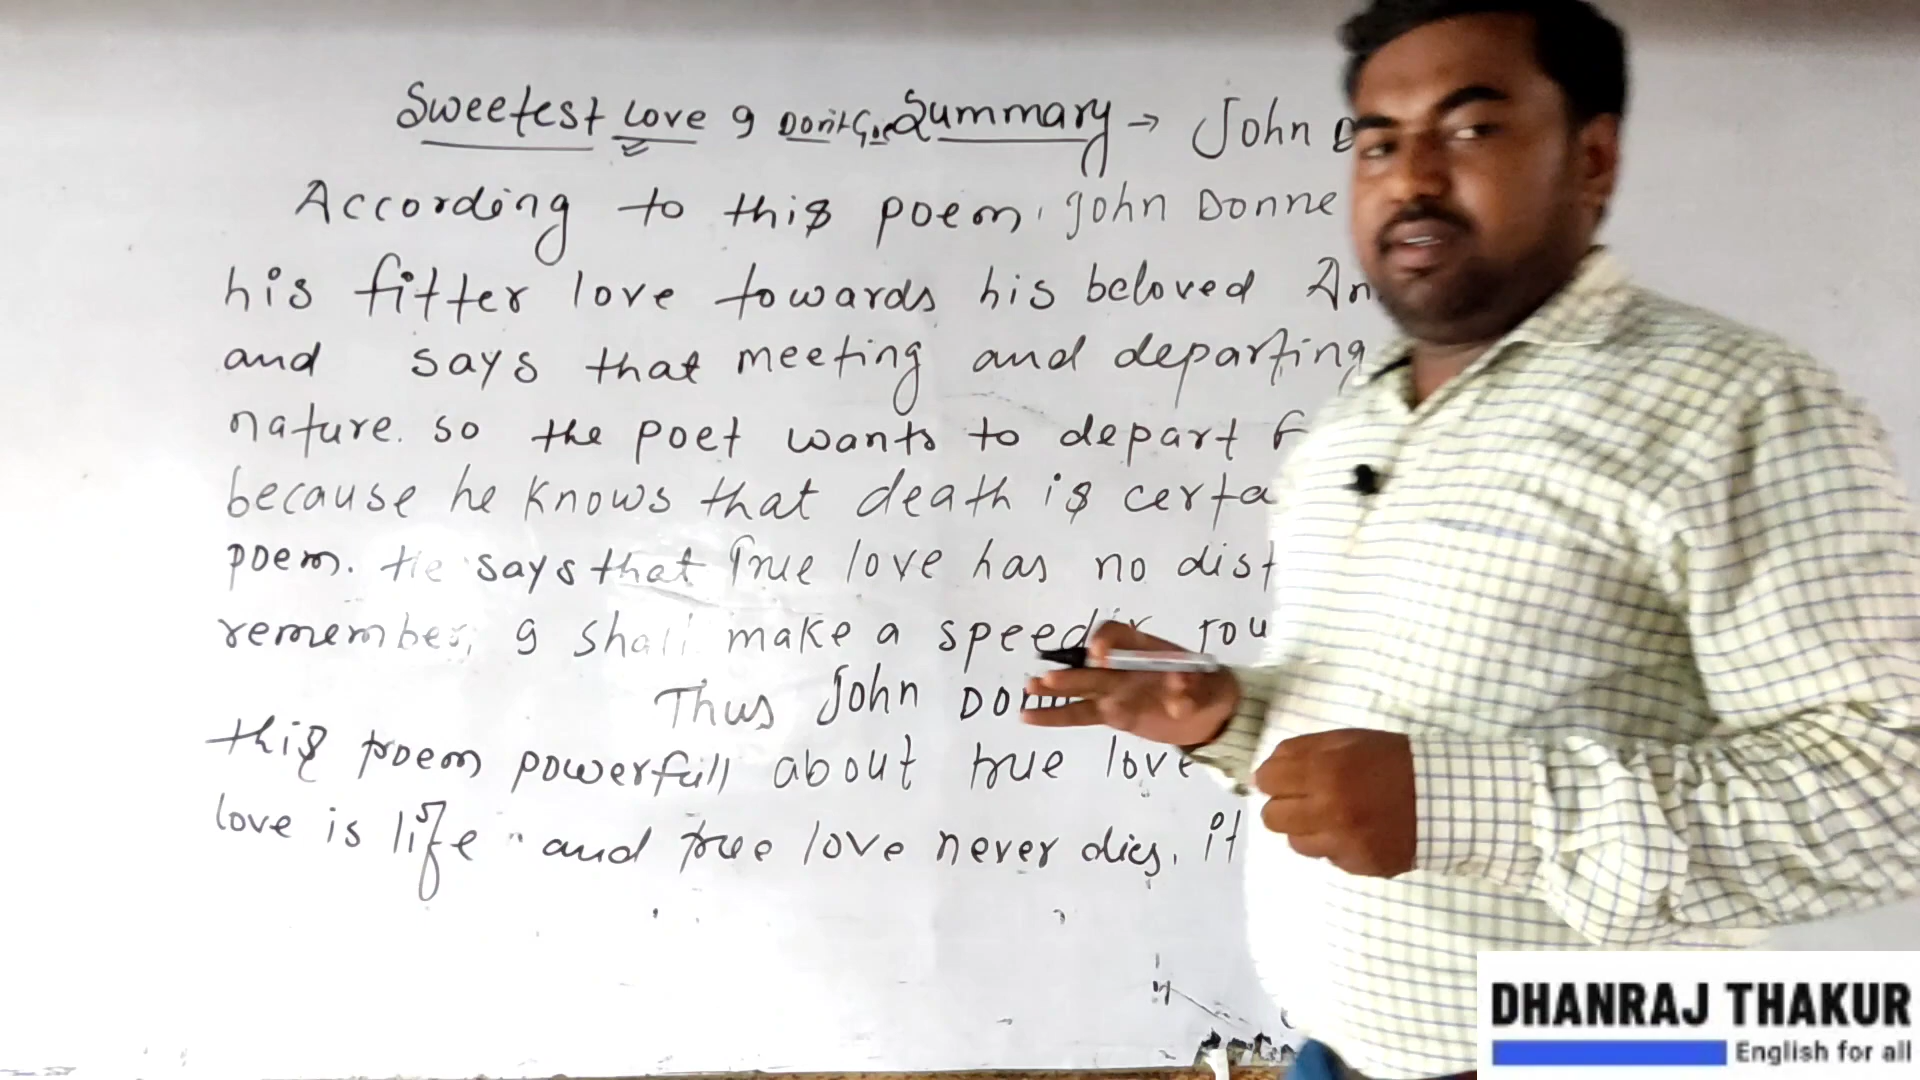 Sweetest Love I Don't Go Summary → John D
According to this poem, John Donne
his fitter love towards his beloved An
and says that meeting and departing
nature. so the poet wants to depart f
because he knows that death is certa
poem. He says that True love has no dist
remember, I shall make a speedir jou
Thus John Donn
this poem powerfull about true love
love is life " and true love never dies. it
DHANRAJ THAKUR
English for all